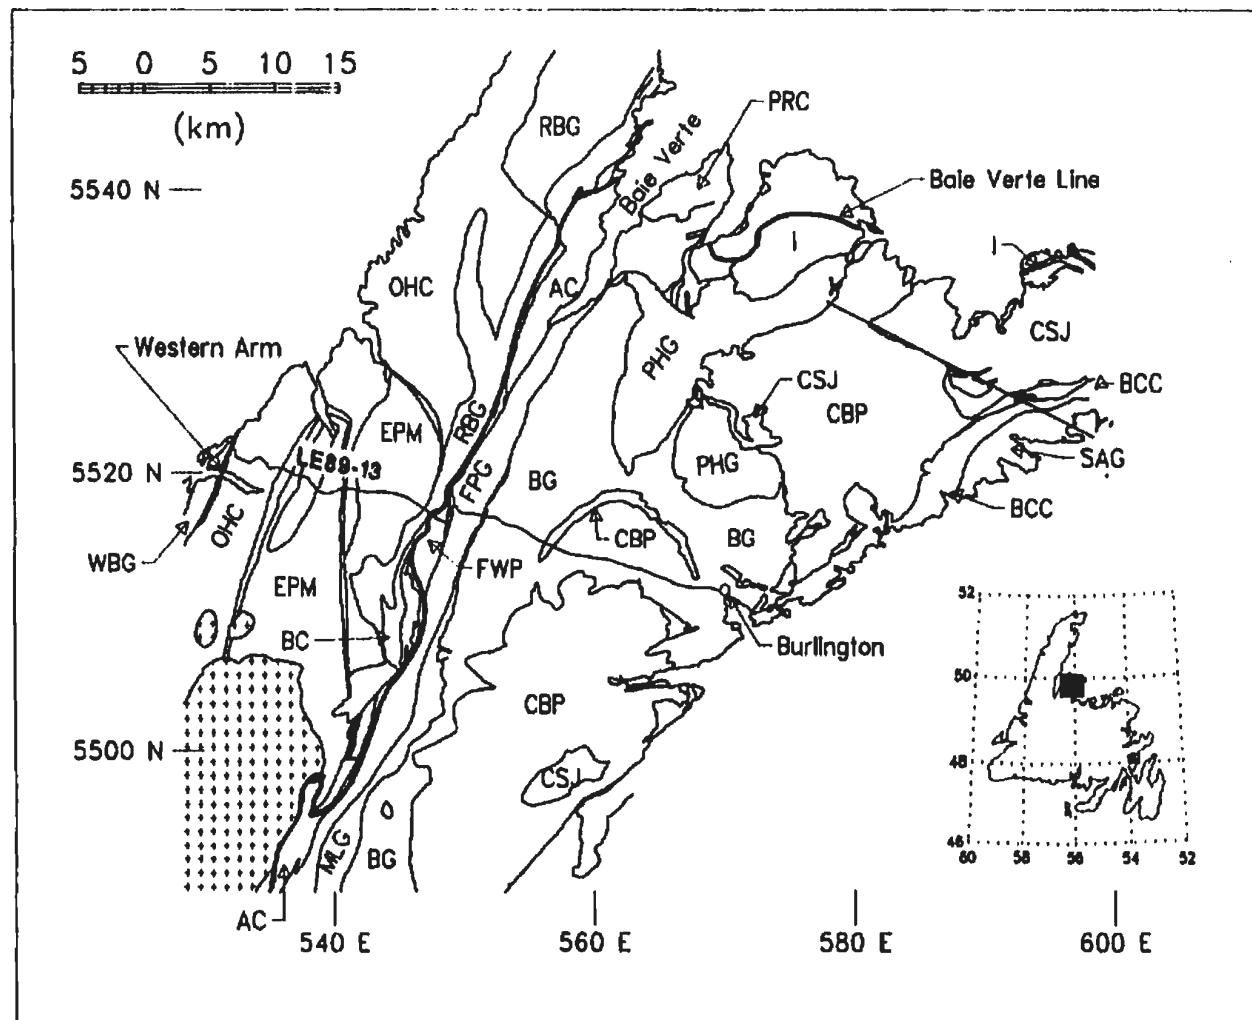 5 0 5 10 15
(km)
PRC
RBG
Baie Verte
5540 N
Baie Verte Line
I
I
OHC
AC
CSJ
Western Arm
PHG
CSJ
BCC
CBP
EPM
RBG
LE89-13
5520 N
FPG
BG
PHG
SAG
OHC
BCC
CBP
BG
WBG
FWP
EPM
BC
Burlington
CBP
5500 N
CSJ
MLG
BG
AC
540 E
560 E
580 E
600 E
52
50
48
46
60 58 56 54 52